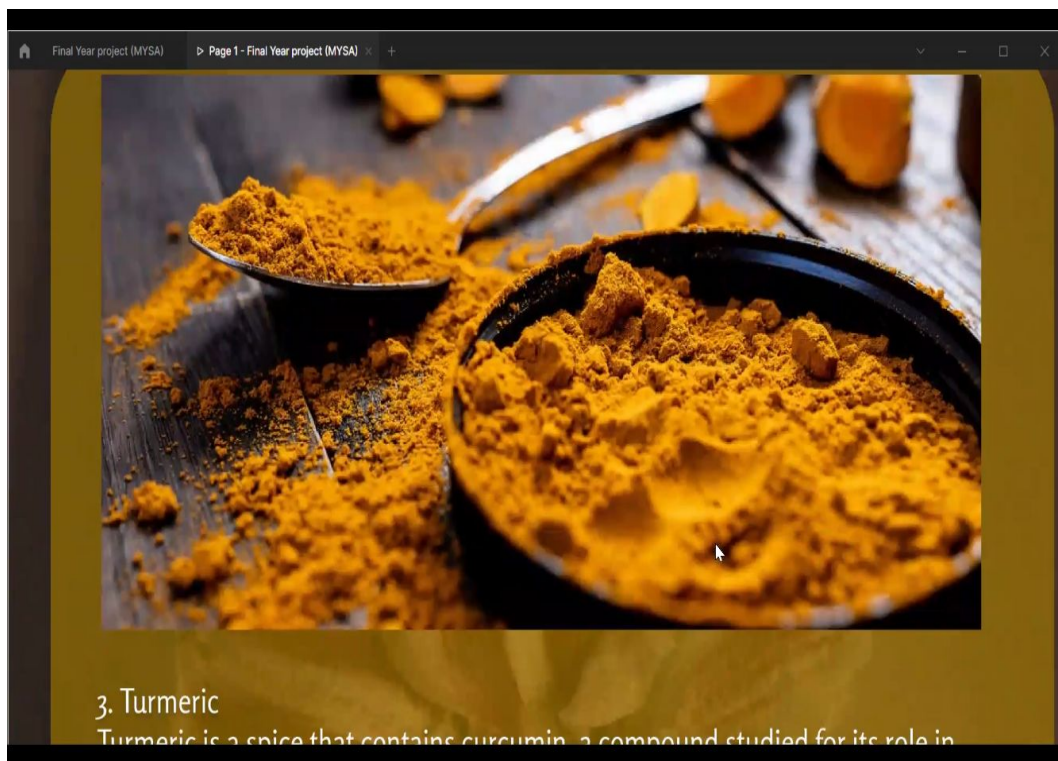 Final Year project (MYSA)
Page 1 - Final Year project (MYSA)
3. Turmeric
Turmeric is a spice that contains curcumin, a compound studied for its role in